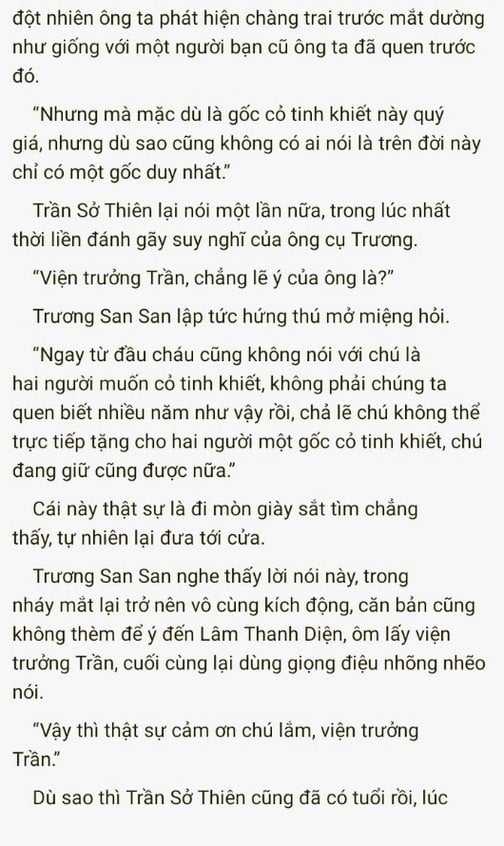 đột nhiên ông ta phát hiện chàng trai trước mắt dường
như giống với một người bạn cũ ông ta đã quen trước
đó.
“Nhưng mà mặc dù là gốc cỏ tinh khiết này quý
giá, nhưng dù sao cũng không có ai nói là trên đời này
chỉ có một gốc duy nhất.”
Trần Sở Thiên lại nói một lần nữa, trong lúc nhất
thời liền đánh gãy suy nghĩ của ông cụ Trương.
“Viện trưởng Trần, chẳng lẽ ý của ông là?”
Trương San San lập tức hứng thú mở miệng hỏi.
“Ngay từ đầu cháu cũng không nói với chú là
hai người muốn cỏ tinh khiết, không phải chúng ta
quen biết nhiều năm như vậy rồi, chả lẽ chú không thể
trực tiếp tặng cho hai người một gốc cỏ tinh khiết, chú
đang giữ cũng được nữa.”
Cái này thật sự là đi mòn giày sắt tìm chẳng
thấy, tự nhiên lại đưa tới cửa.
Trương San San nghe thấy lời nói này, trong
nháy mắt lại trở nên vô cùng kích động, căn bản cũng
không thèm để ý đến Lâm Thanh Diện, ôm lấy viện
trưởng Trần, cuối cùng lại dùng giọng điệu nhõng nhẽo
nói.
“Vậy thì thật sự cảm ơn chú lắm, viện trưởng
Trần.”
Dù sao thì Trần Sở Thiên cũng đã có tuổi rồi, lúc